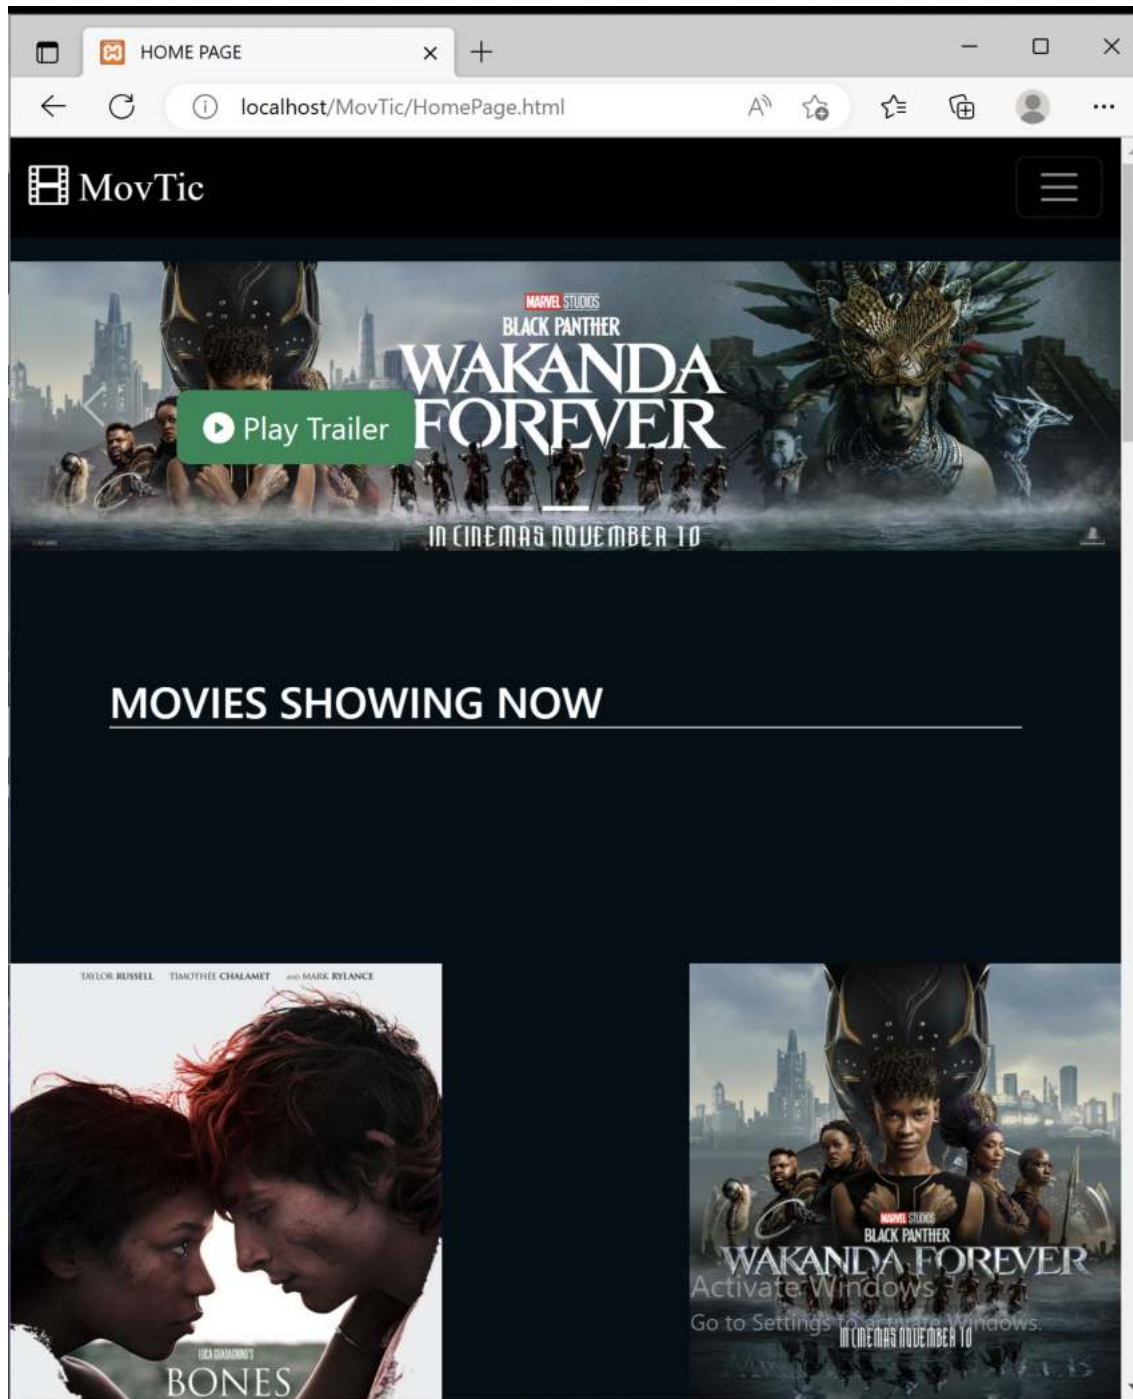 HOME PAGE
localhost/MovTic/HomePage.html
MovTic
MARVEL STUDIOS
BLACK PANTHER
WAKANDA
FOREVER
Play Trailer
IN CINEMAS NOVEMBER 10
MOVIES SHOWING NOW
TAYLOR RUSSELL TIMOTHÉE CHALAMET AND MARK RYLANCE
LUCA GUADAGNINO'S
BONES
MARVEL STUDIOS
BLACK PANTHER
WAKANDA FOREVER
Activate Windows
Go to Settings to activate Windows.
IN CINEMAS NOVEMBER 10